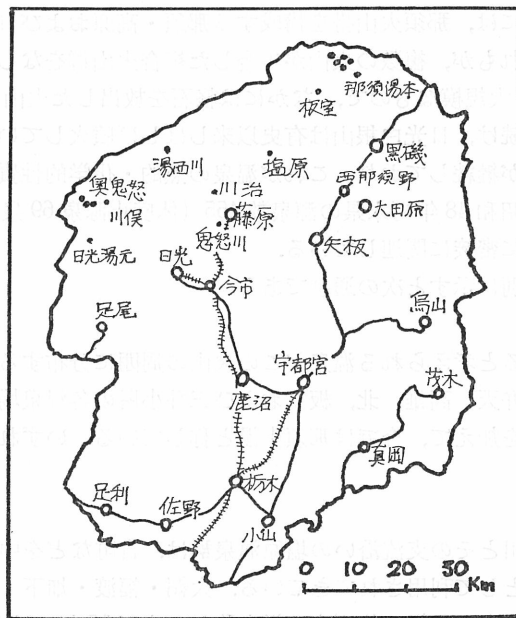 那須湯本
板室
黒磯
湯西川
塩原
西那須野
川治
奥鬼怒
川俣
藤原
大田原
鬼怒川
矢板
日光湯元
日光
今市
足尾
烏山
宇都宮
茂木
鹿沼
真岡
栃木
足利
佐野
小山
0 10 20 30
Km